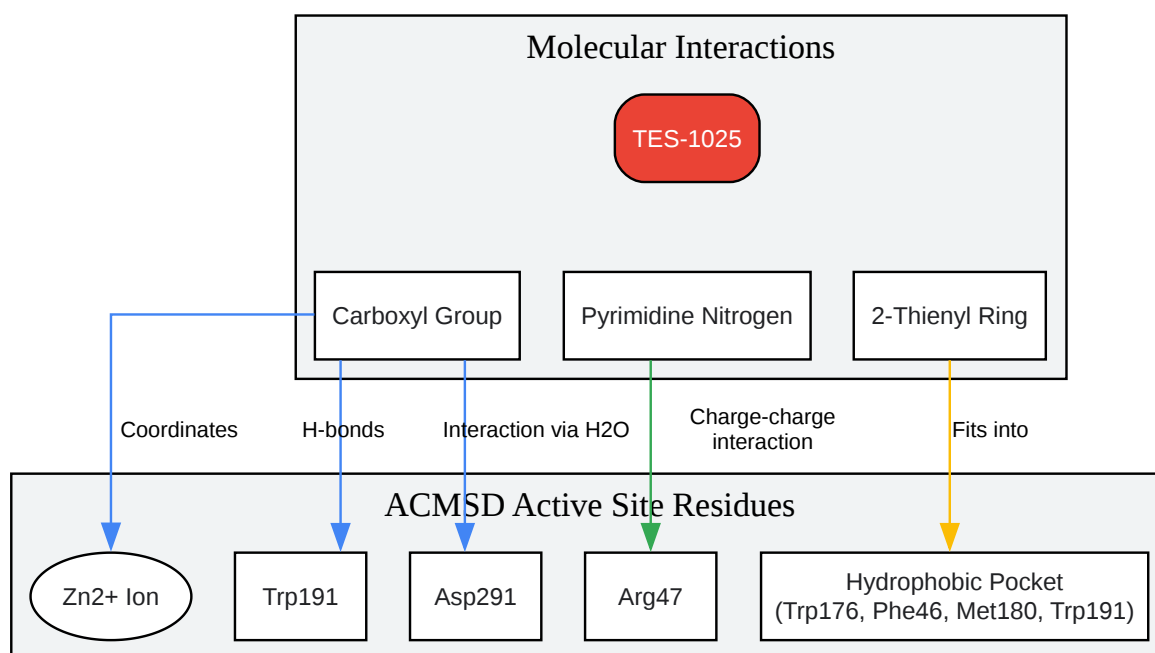 Molecular Interactions
TES-1025
Carboxyl Group
Pyrimidine Nitrogen
2-Thienyl Ring
Coordinates
H-bonds
Interaction via H2O
Charge-charge
interaction
Fits into
ACMSD Active Site Residues
Zn2+ Ion
Trp191
Asp291
Arg47
Hydrophobic Pocket
(Trp176, Phe46, Met180, Trp191)